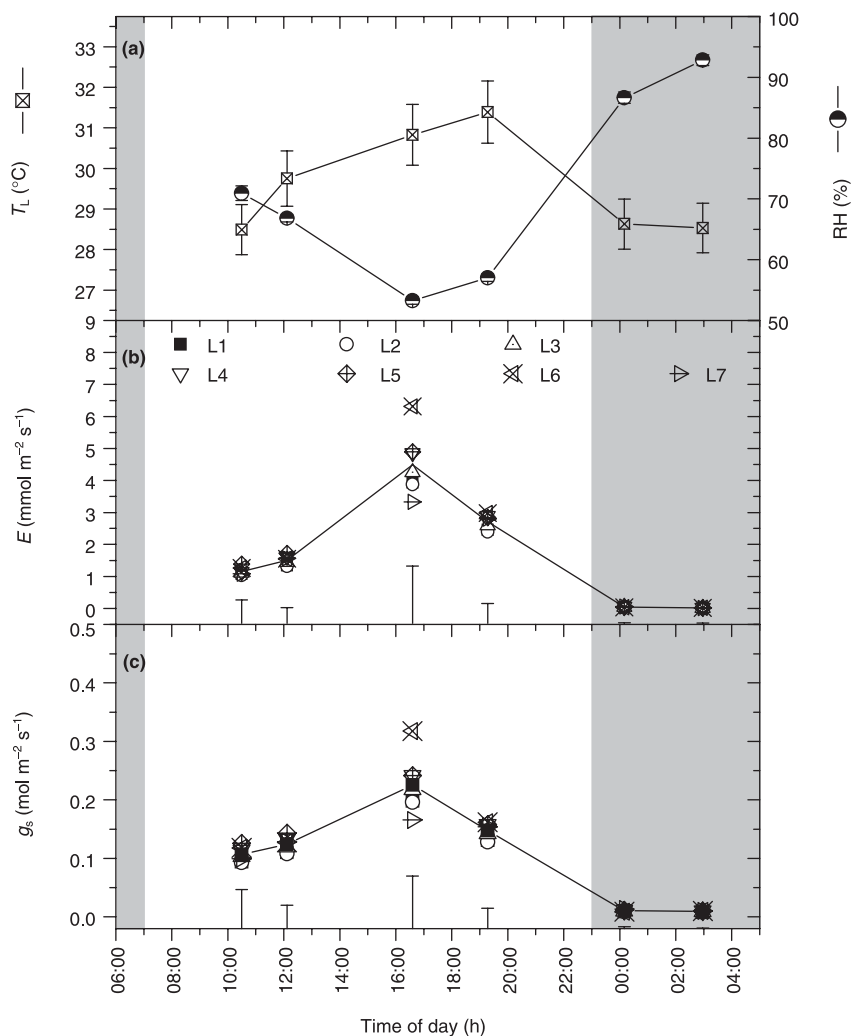 33
32
31
30
29
28
27
T_L (°C)
(a)
100
90
80
70
60
50
RH (%)
9
8
7
6
5
4
3
2
1
0
E (mmol m⁻² s⁻¹)
(b)
L1 L2 L3
L4 L5 L6 L7
0.5
0.4
0.3
0.2
0.1
0.0
g_s (mol m⁻² s⁻¹)
(c)
06:00 08:00 10:00 12:00 14:00 16:00 18:00 20:00 22:00 00:00 02:00 04:00
Time of day (h)